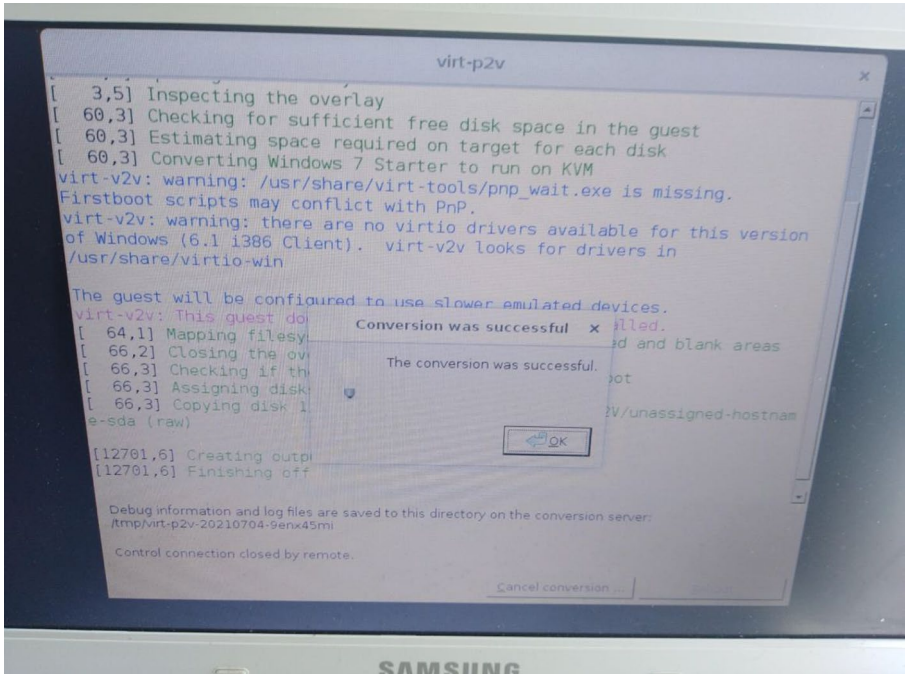 virt-p2v
×
[ 3,5] Inspecting the overlay
[ 60,3] Checking for sufficient free disk space in the guest
[ 60,3] Estimating space required on target for each disk
[ 60,3] Converting Windows 7 Starter to run on KVM
virt-v2v: warning: /usr/share/virt-tools/pnp_wait.exe is missing.
Firstboot scripts may conflict with PnP.
virt-v2v: warning: there are no virtio drivers available for this version
of Windows (6.1 i386 Client). virt-v2v looks for drivers in
/usr/share/virtio-win
The guest will be configured to use slower emulated devices.
virt-v2v: This guest do lled.
[ 64,1] Mapping filesy ed and blank areas
[ 66,2] Closing the ov
[ 66,3] Checking if th oot
[ 66,3] Assigning disk
[ 66,3] Copying disk 1 2V/unassigned-hostnam
e-sda (raw)
[12701,6] Creating outp
[12701,6] Finishing off
Conversion was successful ×
The conversion was successful.
OK
Debug information and log files are saved to this directory on the conversion server:
/tmp/virt-p2v-20210704-9enx45mi
Control connection closed by remote.
Cancel conversion ...
SAMSUNG